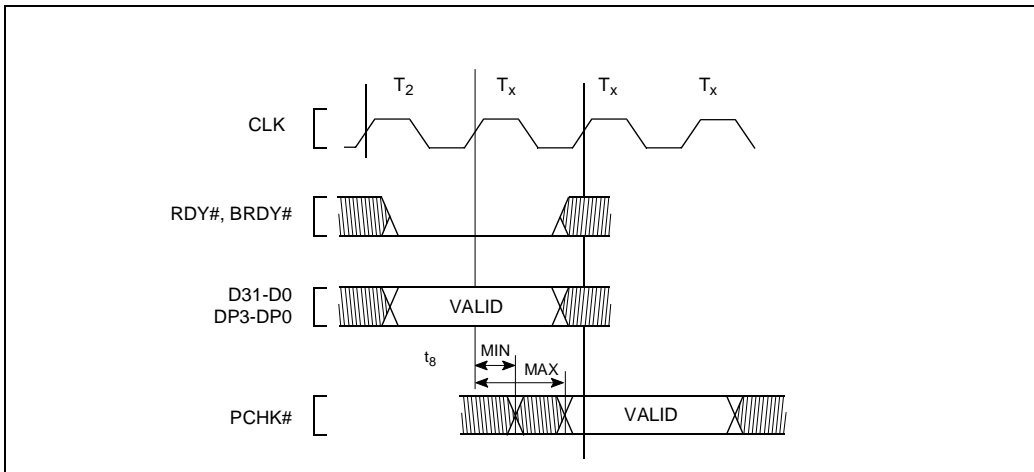 T2 Tx Tx Tx
CLK
RDY#, BRDY#
D31-D0
DP3-DP0
VALID
t8
MIN
MAX
PCHK#
VALID